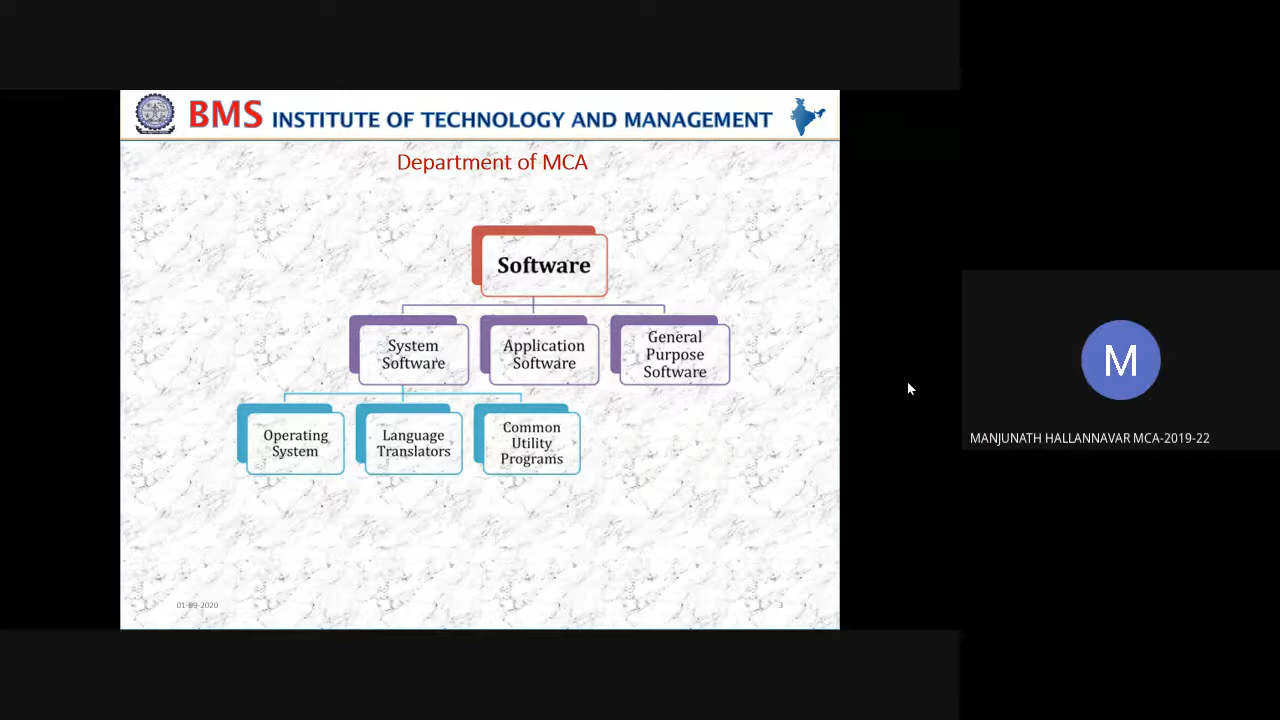 BMS INSTITUTE OF TECHNOLOGY AND MANAGEMENT
Department of MCA
Software
System
Software
Application
Software
General
Purpose
Software
Operating
System
Language
Translators
Common
Utility
Programs
01-09-2020
3
M
MANJUNATH HALLANNAVAR MCA-2019-22